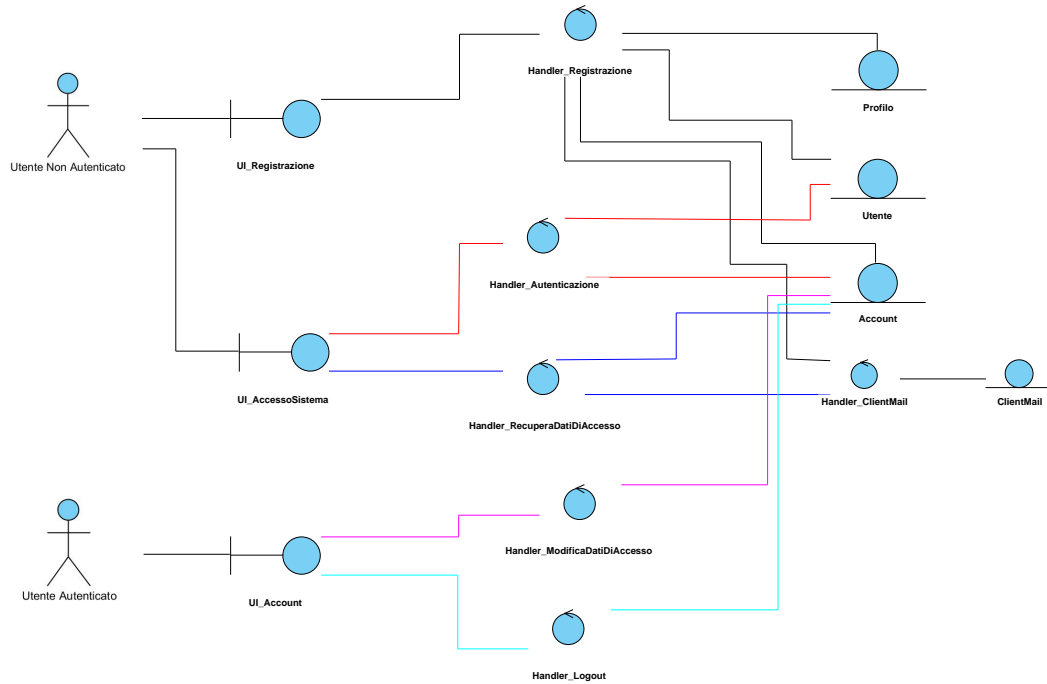 Handler_Registrazione
Profilo
Utente Non Autenticato
UI_Registrazione
Utente
Handler_Autenticazione
Account
UI_AccessoSistema
Handler_ClientMail
ClientMail
Handler_RecuperaDatiDiAccesso
Handler_ModificaDatiDiAccesso
Utente Autenticato
UI_Account
Handler_Logout